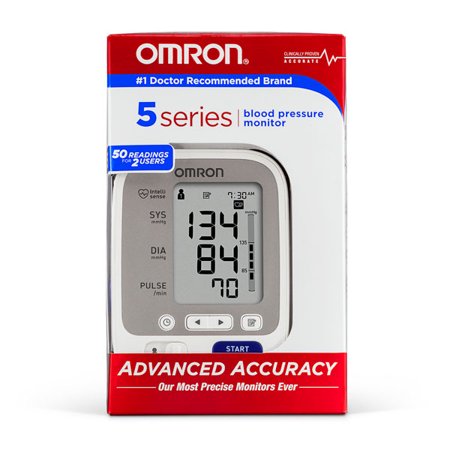 OMRON®
CLINICALLY PROVEN
ACCURATE
#1 Doctor Recommended Brand
5 series
blood pressure
monitor
50 READINGS
FOR 2 USERS
OMRON
Intelli
sense
7:30 AM
SYS
mmHg
134
mmHg
135
DIA
mmHg
84
85
PULSE
/min
70
START
ADVANCED ACCURACY
Our Most Precise Monitors Ever